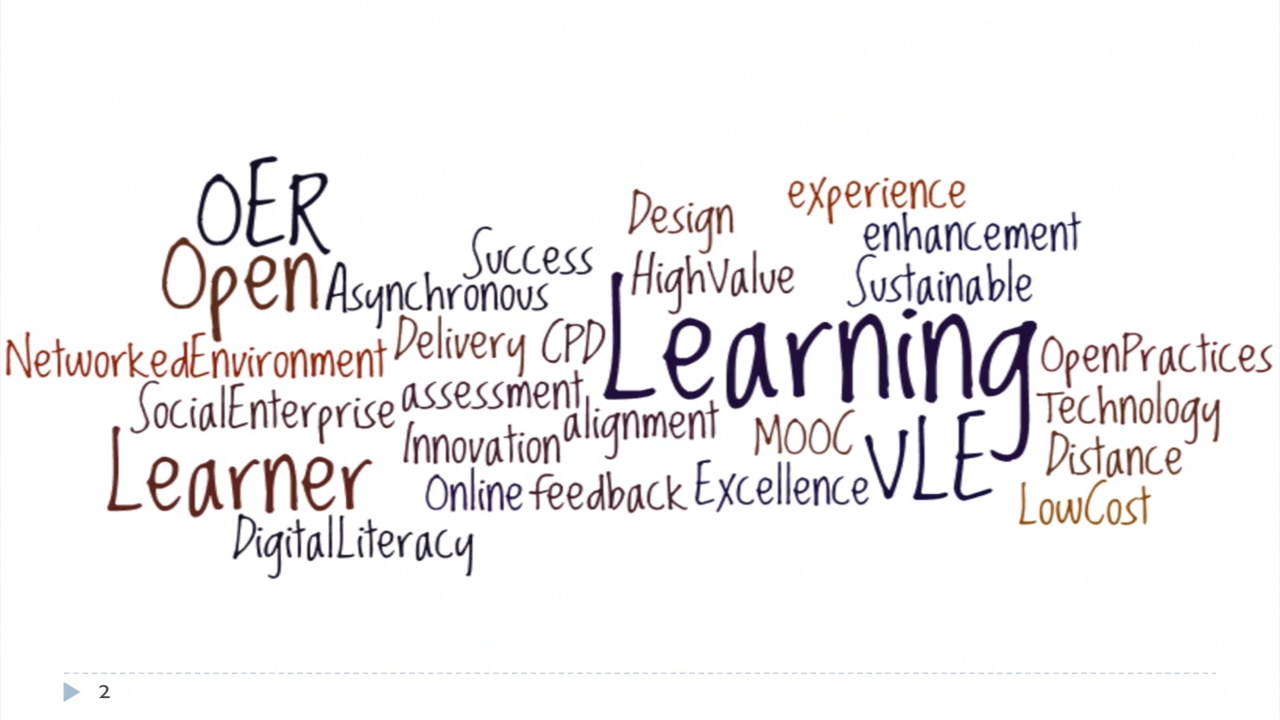 OER
Open
Asynchronous
Success
Design
HighValue
experience
enhancement
Sustainable
NetworkedEnvironment
Delivery
CPD
Learning
OpenPractices
SocialEnterprise
assessment
alignment
Technology
Learner
Innovation
MOOC
VLE
Distance
Online
feedback
Excellence
LowCost
DigitalLiteracy
2